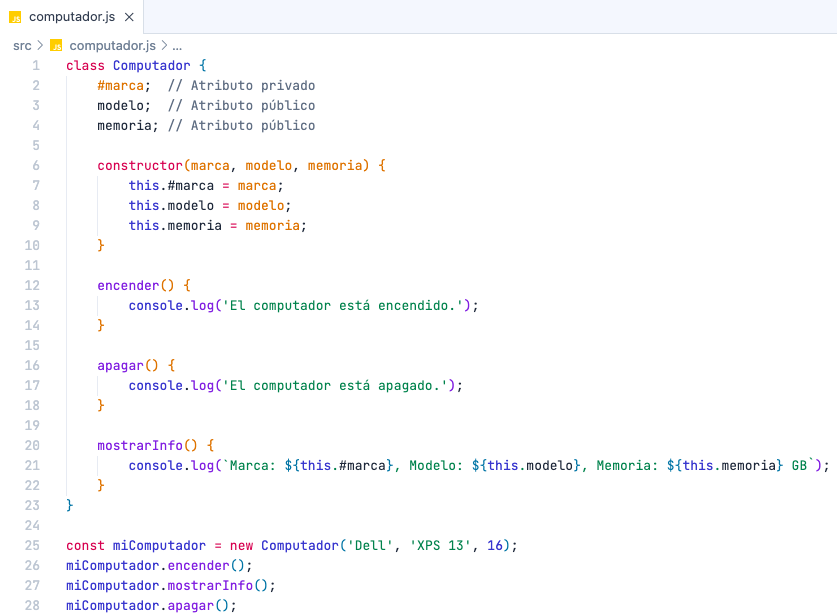 JS computador.js ×
src > JS computador.js > ...
1 class Computador {
2     #marca;  // Atributo privado
3     modelo;  // Atributo público
4     memoria; // Atributo público
5
6     constructor(marca, modelo, memoria) {
7         this.#marca = marca;
8         this.modelo = modelo;
9         this.memoria = memoria;
10     }
11
12     encender() {
13         console.log('El computador está encendido.');
14     }
15
16     apagar() {
17         console.log('El computador está apagado.');
18     }
19
20     mostrarInfo() {
21         console.log(`Marca: ${this.#marca}, Modelo: ${this.modelo}, Memoria: ${this.memoria} GB`);
22     }
23 }
24
25 const miComputador = new Computador('Dell', 'XPS 13', 16);
26 miComputador.encender();
27 miComputador.mostrarInfo();
28 miComputador.apagar();